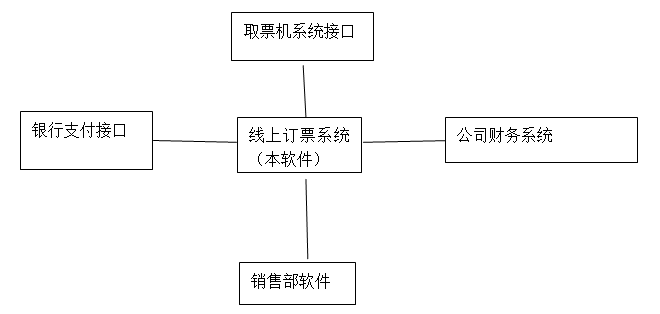 取票机系统接口
银行支付接口
线上订票系统
（本软件）
公司财务系统
销售部软件